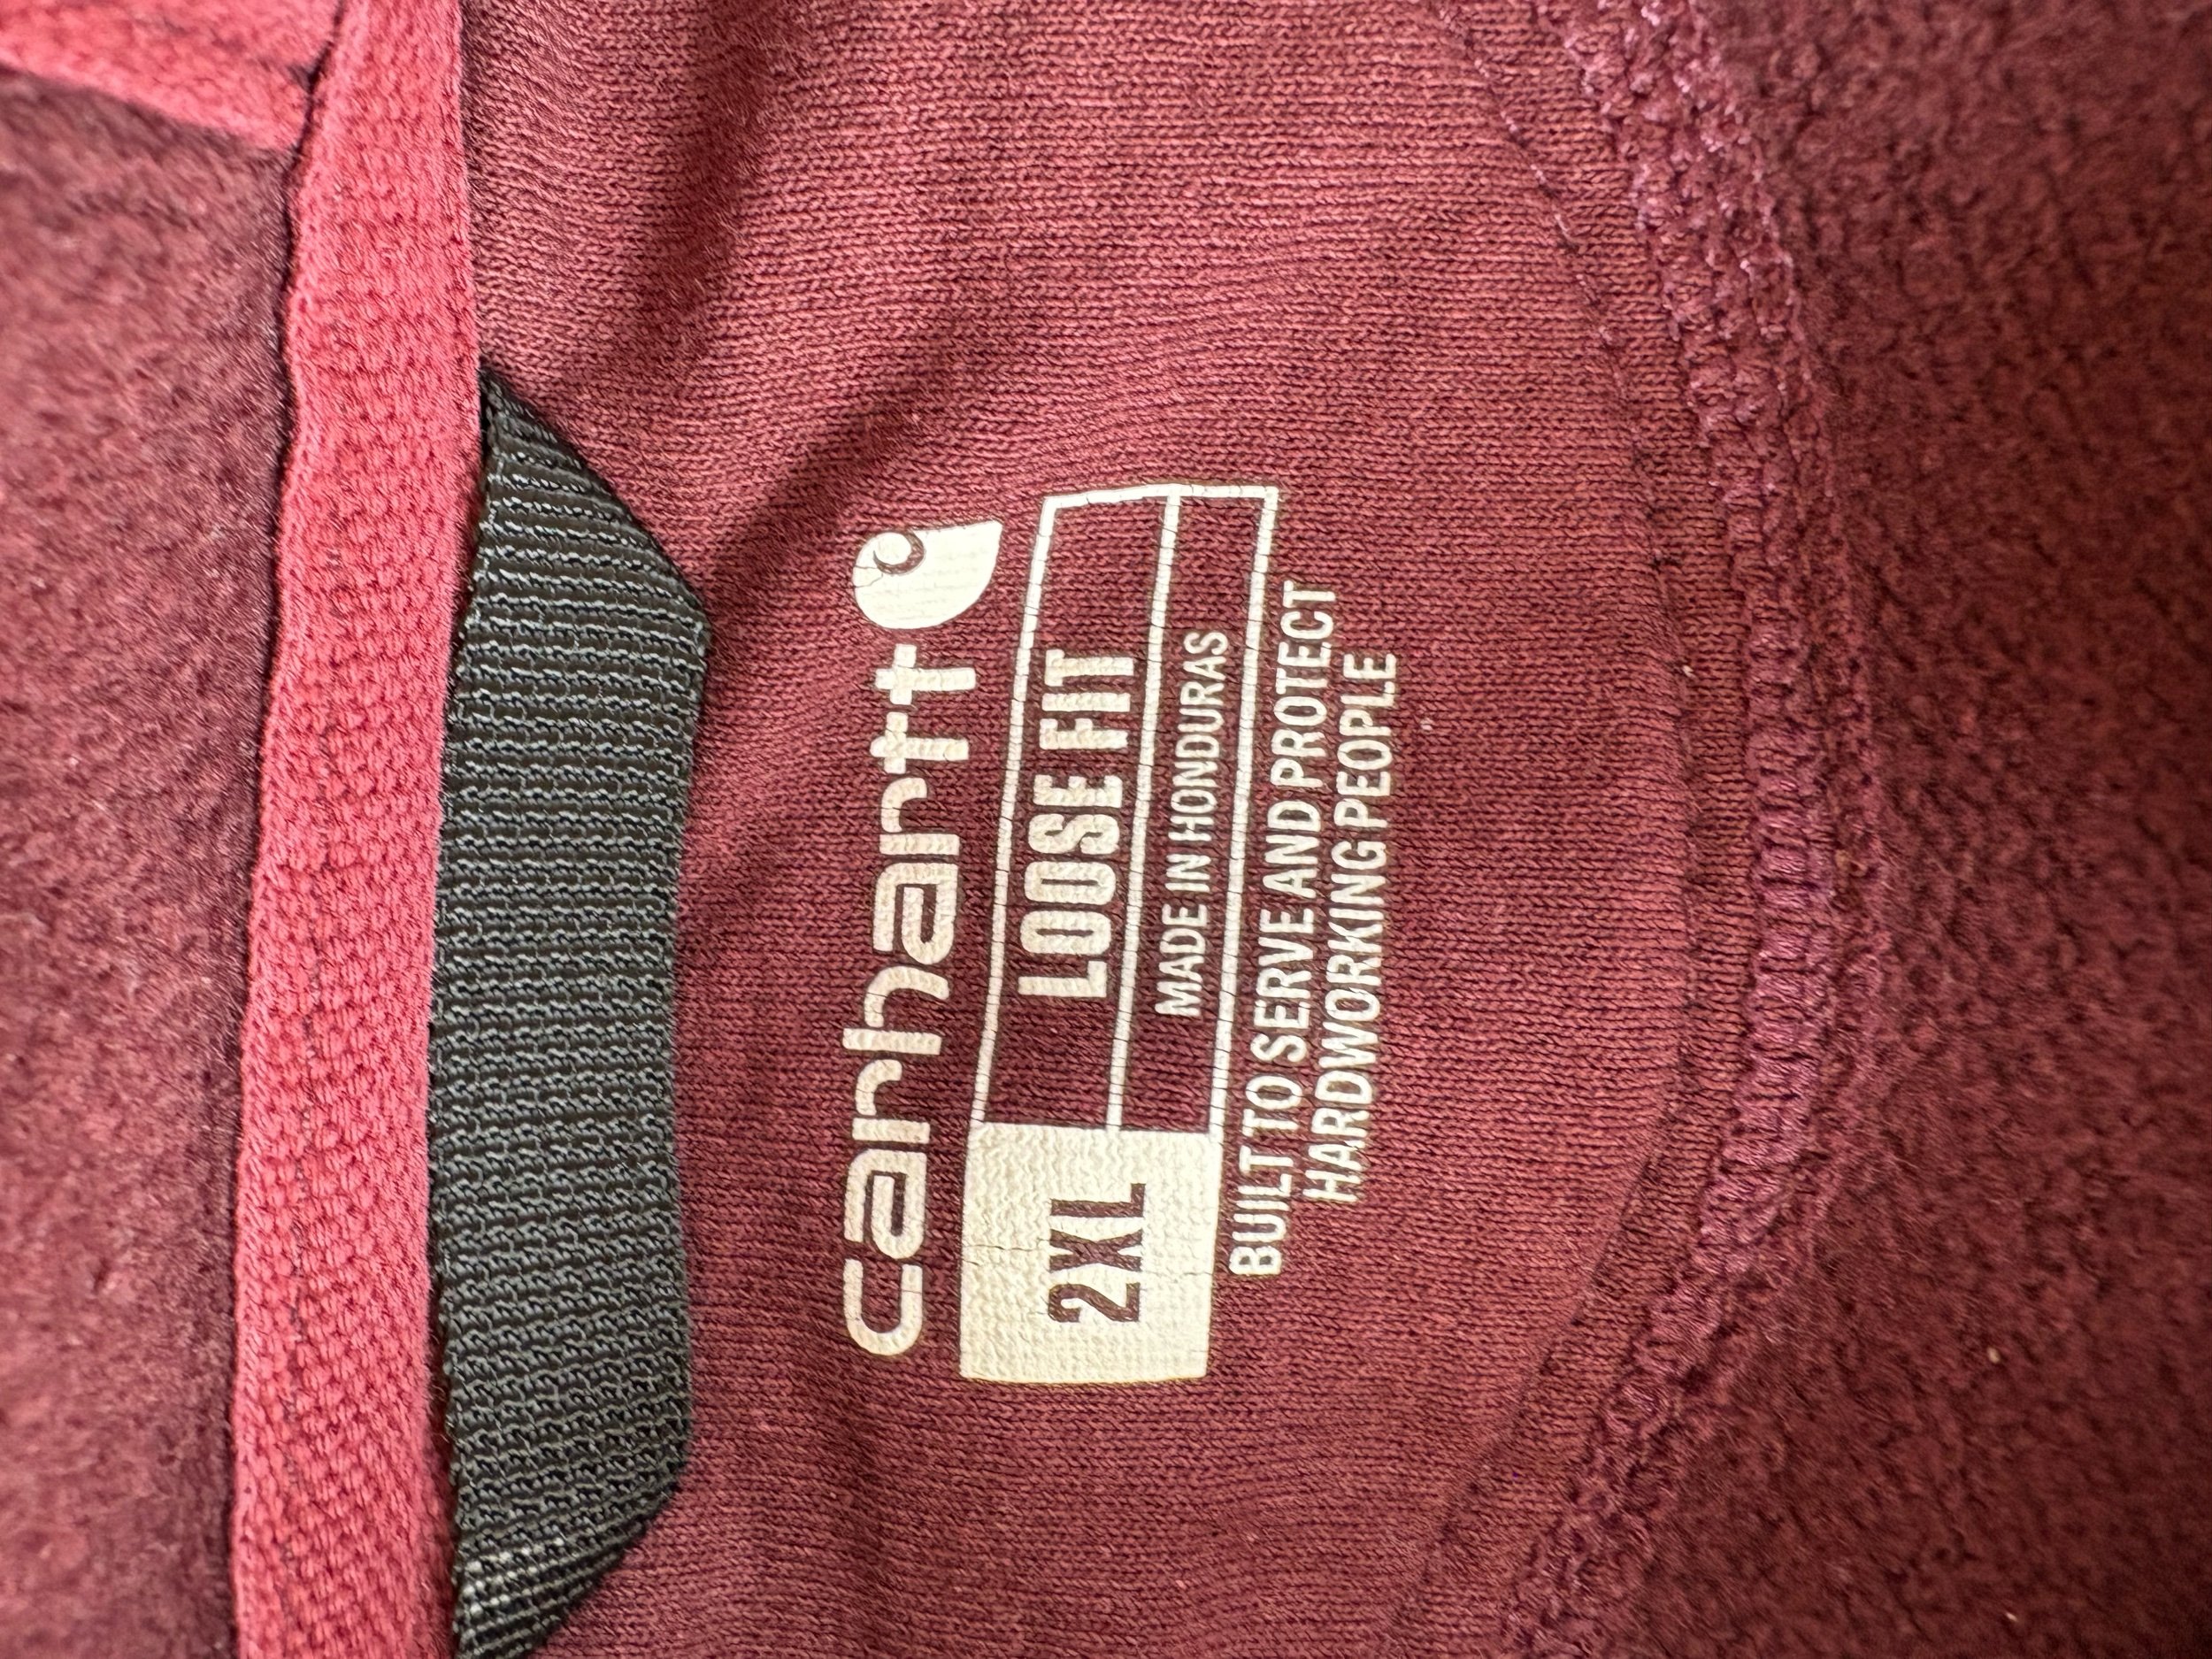 carhartt
2XL
LOOSE FIT
MADE IN HONDURAS
BUILT TO SERVE AND PROTECT
HARDWORKING PEOPLE